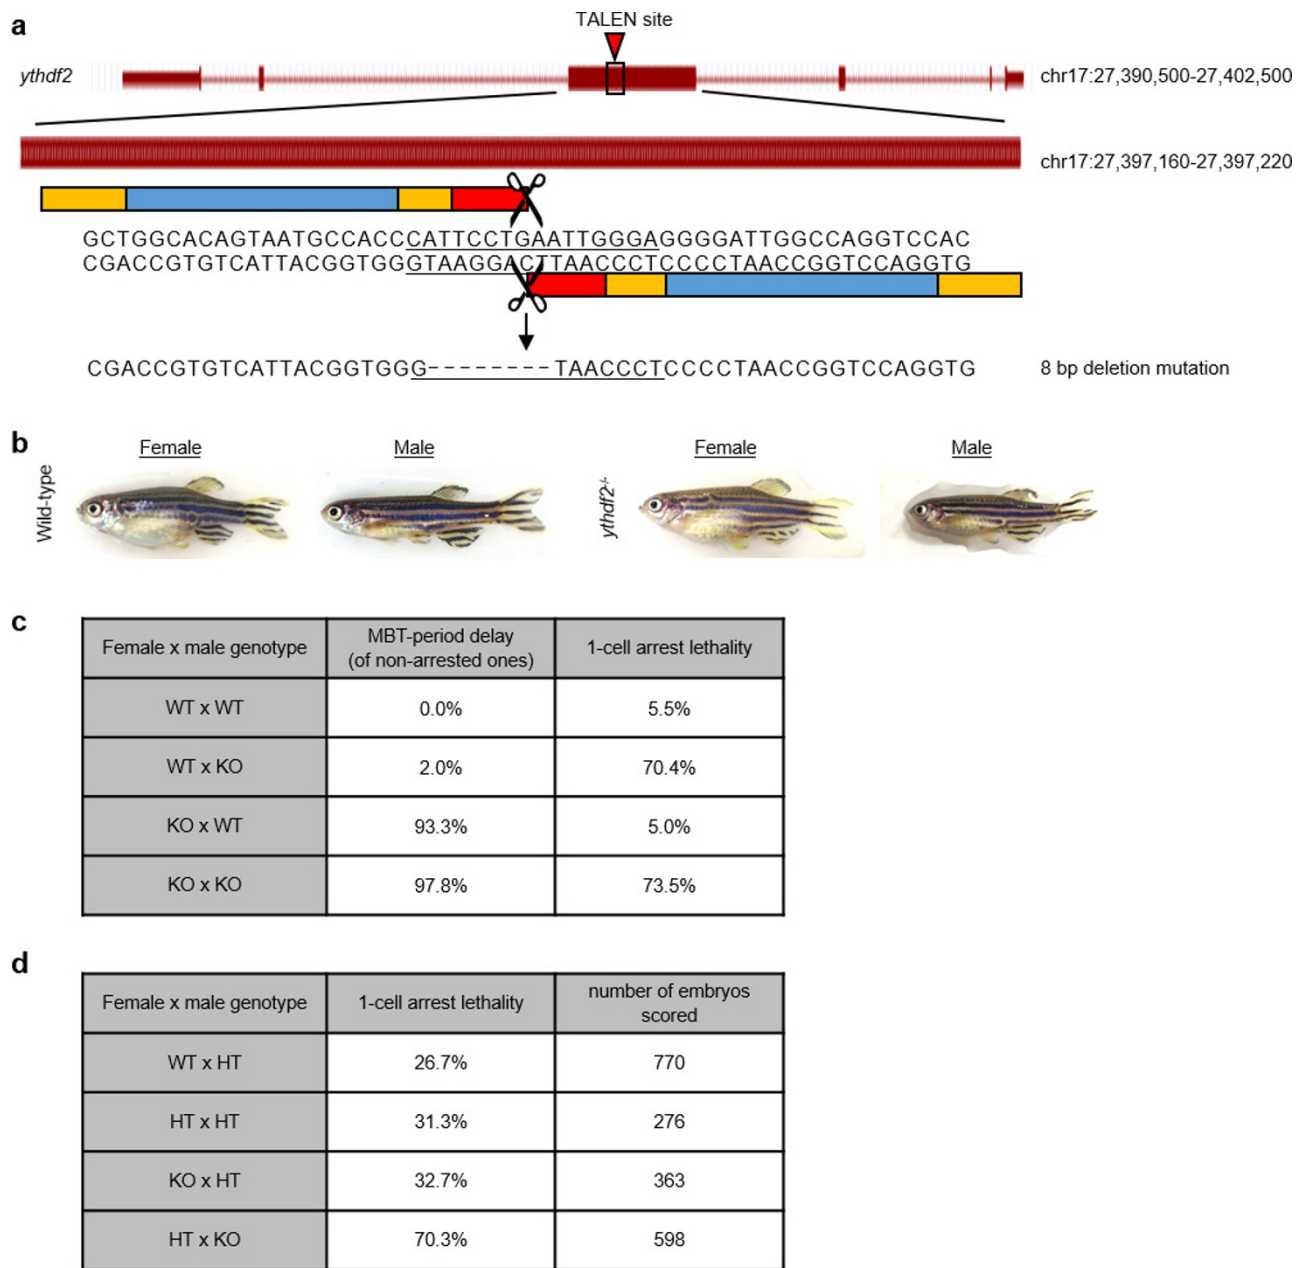 a
TALEN site
ythdf2
chr17:27,390,500-27,402,500
chr17:27,397,160-27,397,220
GCTGGCACAGTAATGCCACCCATTCCTGAATTGGGAGGGGATTGGCCAGGTCCAC
CGACCGTGTCATTACGGTGGGTAAGGACTTAACCCTCCCCTAACCGGTCCAGGTG
CGACCGTGTCATTACGGTGGG--------TAACCCTCCCCTAACCGGTCCAGGTG
8 bp deletion mutation
b
Female
Male
Female
Male
Wild-type
ythdf2-/-
c
Female x male genotype
MBT-period delay
(of non-arrested ones)
1-cell arrest lethality
WT x WT
0.0%
5.5%
WT x KO
2.0%
70.4%
KO x WT
93.3%
5.0%
KO x KO
97.8%
73.5%
d
Female x male genotype
1-cell arrest lethality
number of embryos
scored
WT x HT
26.7%
770
HT x HT
31.3%
276
KO x HT
32.7%
363
HT x KO
70.3%
598